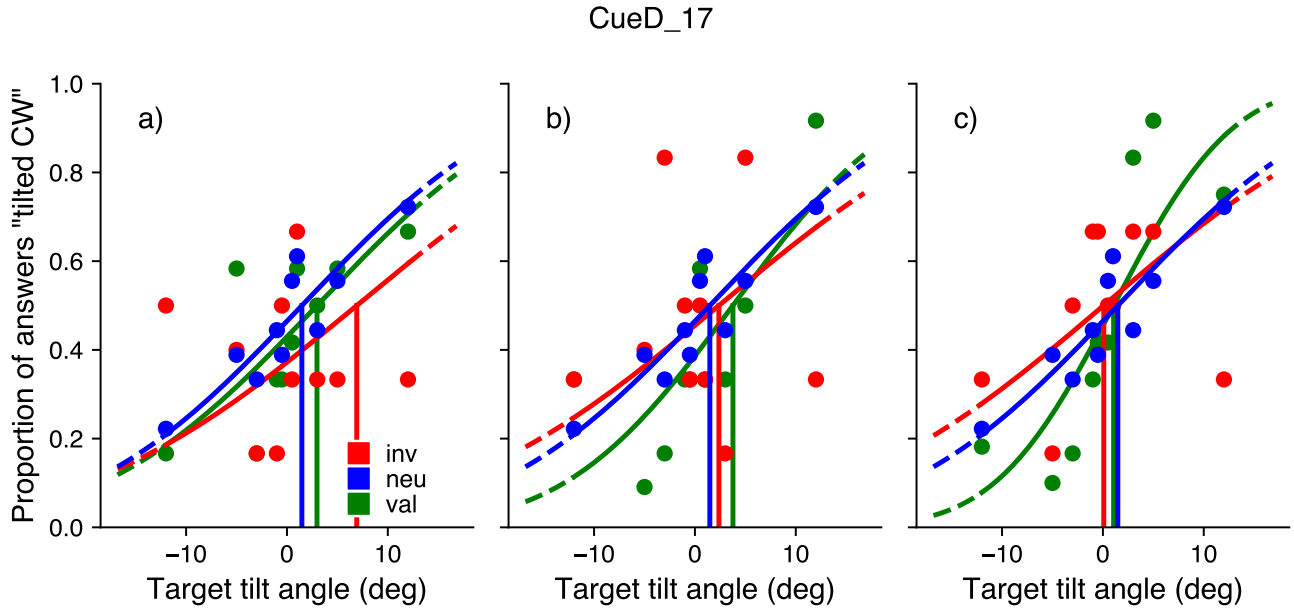 CueD_17
Proportion of answers "tilted CW"
1.0
0.8
0.6
0.4
0.2
0.0
a)
inv
neu
val
−10
0
10
Target tilt angle (deg)
b)
−10
0
10
Target tilt angle (deg)
c)
−10
0
10
Target tilt angle (deg)